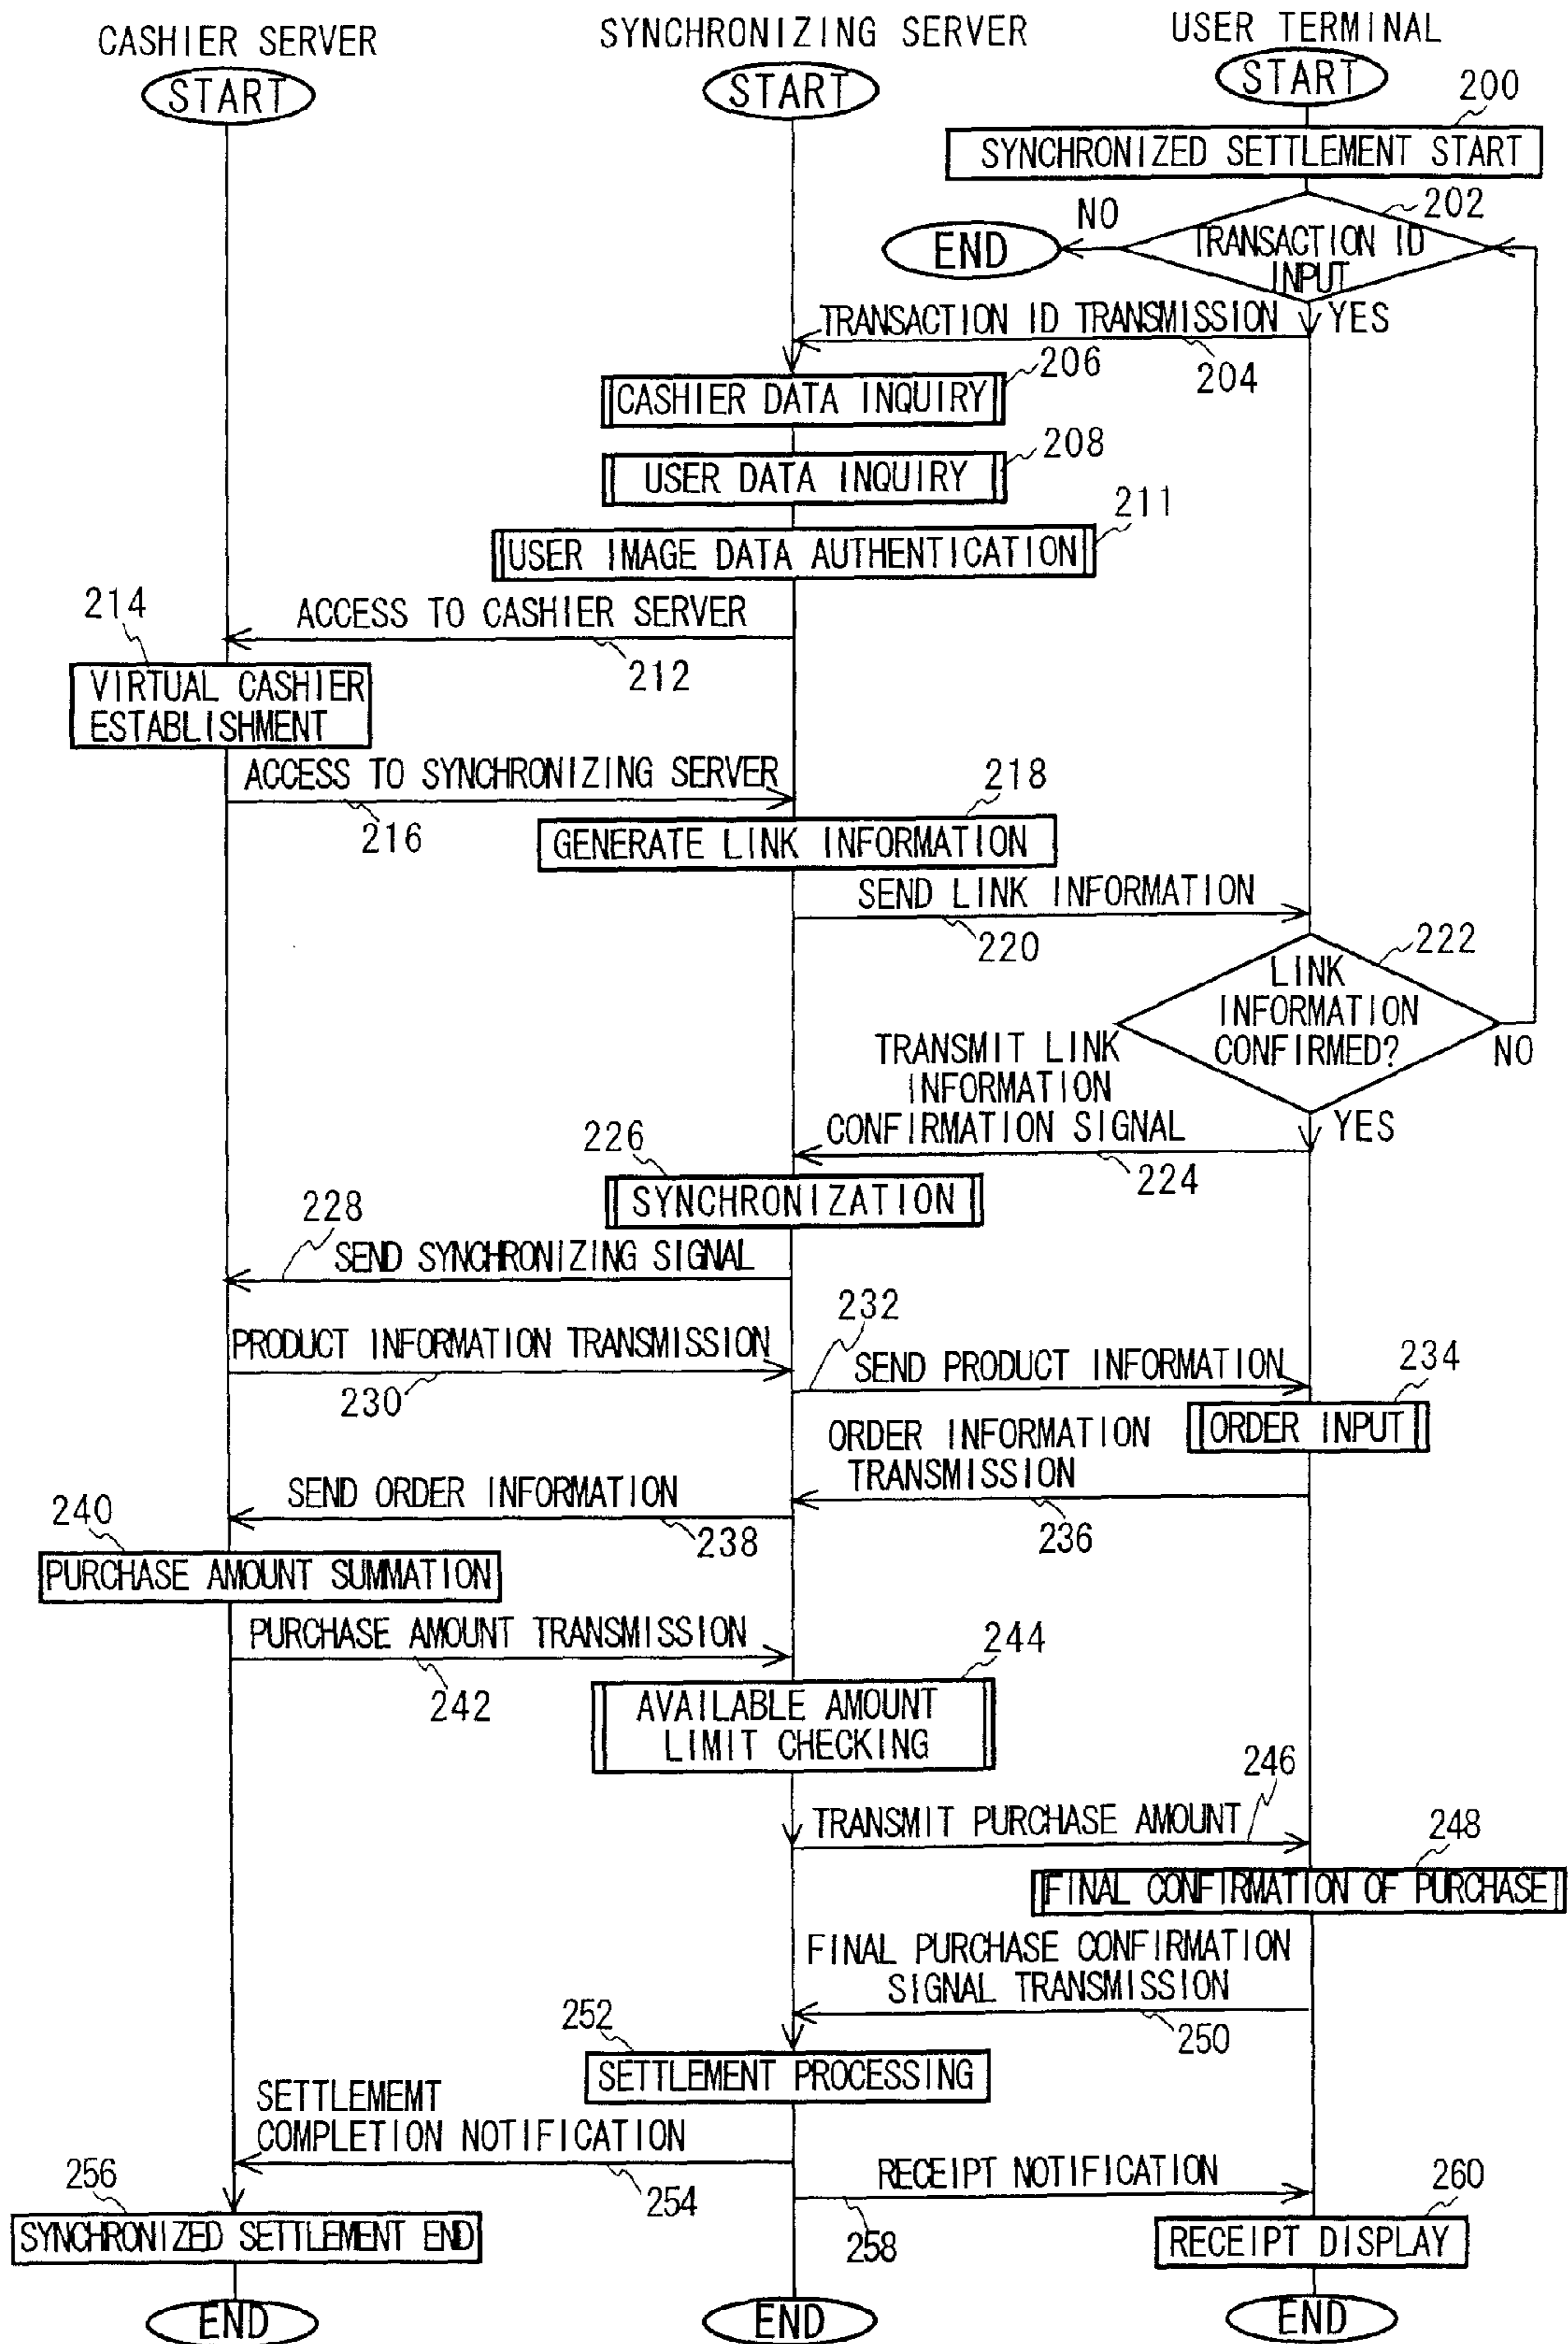 CASHIER SERVER
SYNCHRONIZING SERVER
USER TERMINAL
START
START
START
200
SYNCHRONIZED SETTLEMENT START
202
NO
END
TRANSACTION ID
INPUT
YES
TRANSACTION ID TRANSMISSION
204
206
CASHIER DATA INQUIRY
208
USER DATA INQUIRY
211
USER IMAGE DATA AUTHENTICATION
214
ACCESS TO CASHIER SERVER
212
VIRTUAL CASHIER
ESTABLISHMENT
ACCESS TO SYNCHRONIZING SERVER
216
218
GENERATE LINK INFORMATION
SEND LINK INFORMATION
220
222
LINK
INFORMATION
CONFIRMED?
NO
TRANSMIT LINK
INFORMATION
CONFIRMATION SIGNAL
YES
224
226
SYNCHRONIZATION
228
SEND SYNCHRONIZING SIGNAL
PRODUCT INFORMATION TRANSMISSION
230
232
SEND PRODUCT INFORMATION
234
ORDER INPUT
ORDER INFORMATION
TRANSMISSION
236
SEND ORDER INFORMATION
238
240
PURCHASE AMOUNT SUMMATION
PURCHASE AMOUNT TRANSMISSION
242
244
AVAILABLE AMOUNT
LIMIT CHECKING
246
TRANSMIT PURCHASE AMOUNT
248
FINAL CONFIRMATION OF PURCHASE
FINAL PURCHASE CONFIRMATION
SIGNAL TRANSMISSION
250
252
SETTLEMENT PROCESSING
SETTLEMEMT
COMPLETION NOTIFICATION
254
256
SYNCHRONIZED SETTLEMENT END
RECEIPT NOTIFICATION
258
260
RECEIPT DISPLAY
END
END
END